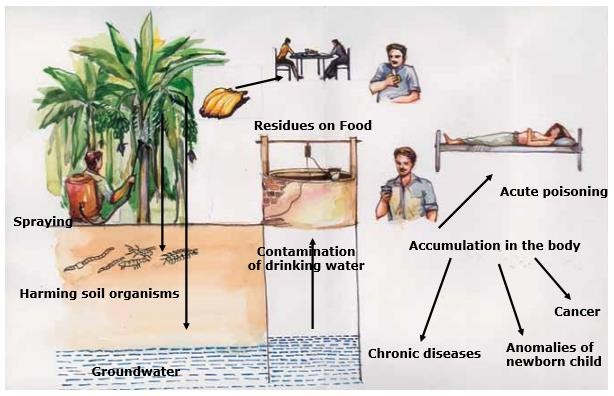 Residues on Food
Acute poisoning
Spraying
Contamination
of drinking water
Accumulation in the body
Harming soil organisms
Cancer
Chronic diseases
Anomalies of
newborn child
Groundwater